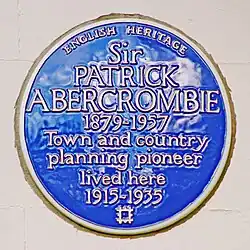 ENGLISH HERITAGE
Sir
PATRICK
ABERCROMBIE
1879-1957
Town and country
planning pioneer
lived here
1915-1935